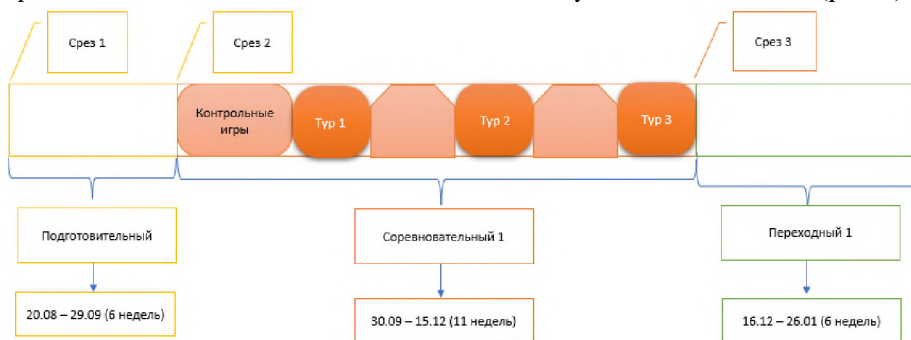 Срез 1
Срез 2
Срез 3
Контрольные
игры
Тур 1
Тур 2
Тур 3
Подготовительный
Соревновательный 1
Переходный 1
20.08 – 29.09 (6 недель)
30.09 – 15.12 (11 недель)
16.12 – 26.01 (6 недель)